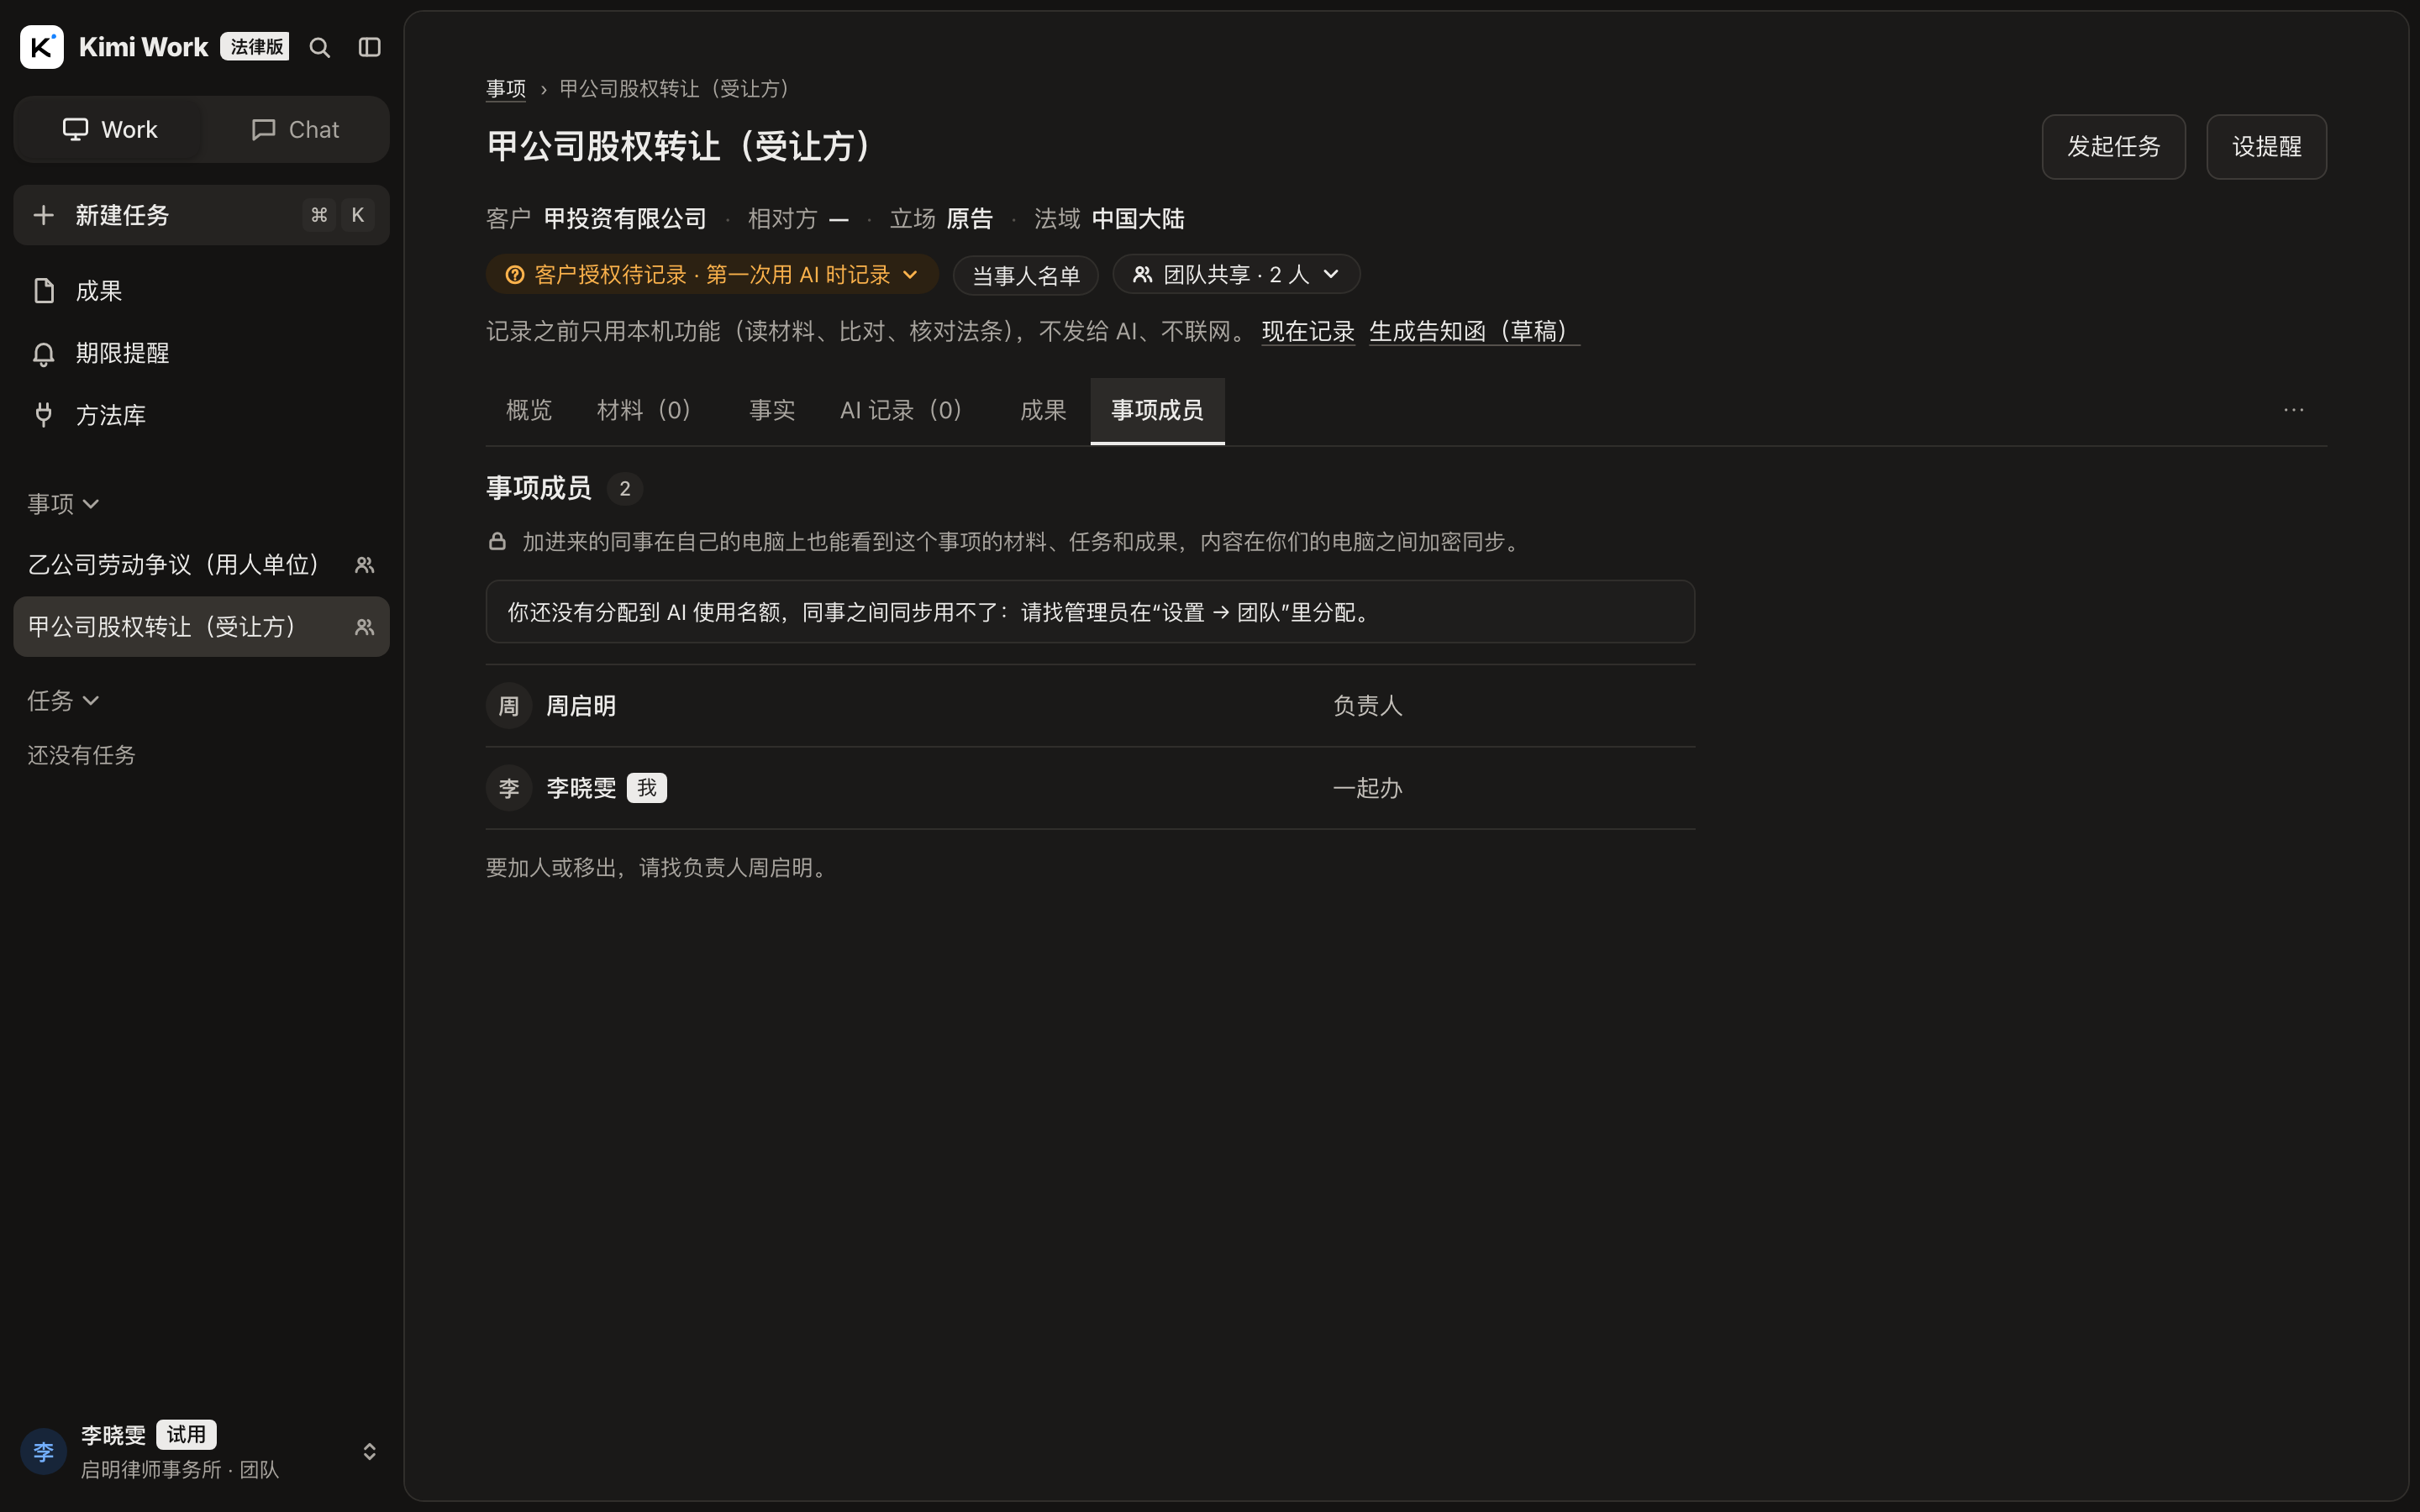 Kimi Work 法律版
Work
Chat
新建任务 ⌘ K
成果
期限提醒
方法库
事项
乙公司劳动争议（用人单位）
甲公司股权转让（受让方）
任务
还没有任务
李 李晓雯 试用
启明律师事务所 · 团队
事项 › 甲公司股权转让（受让方）
甲公司股权转让（受让方）
发起任务
设提醒
客户 甲投资有限公司 · 相对方 — · 立场 原告 · 法域 中国大陆
客户授权待记录 · 第一次用 AI 时记录
当事人名单
团队共享 · 2 人
记录之前只用本机功能（读材料、比对、核对法条），不发给 AI、不联网。 现在记录 生成告知函（草稿）
概览 材料（0） 事实 AI 记录（0） 成果 事项成员 ···
事项成员 2
加进来的同事在自己的电脑上也能看到这个事项的材料、任务和成果，内容在你们的电脑之间加密同步。
你还没有分配到 AI 使用名额，同事之间同步用不了：请找管理员在“设置 → 团队”里分配。
周 周启明 负责人
李 李晓雯 我 一起办
要加人或移出，请找负责人周启明。